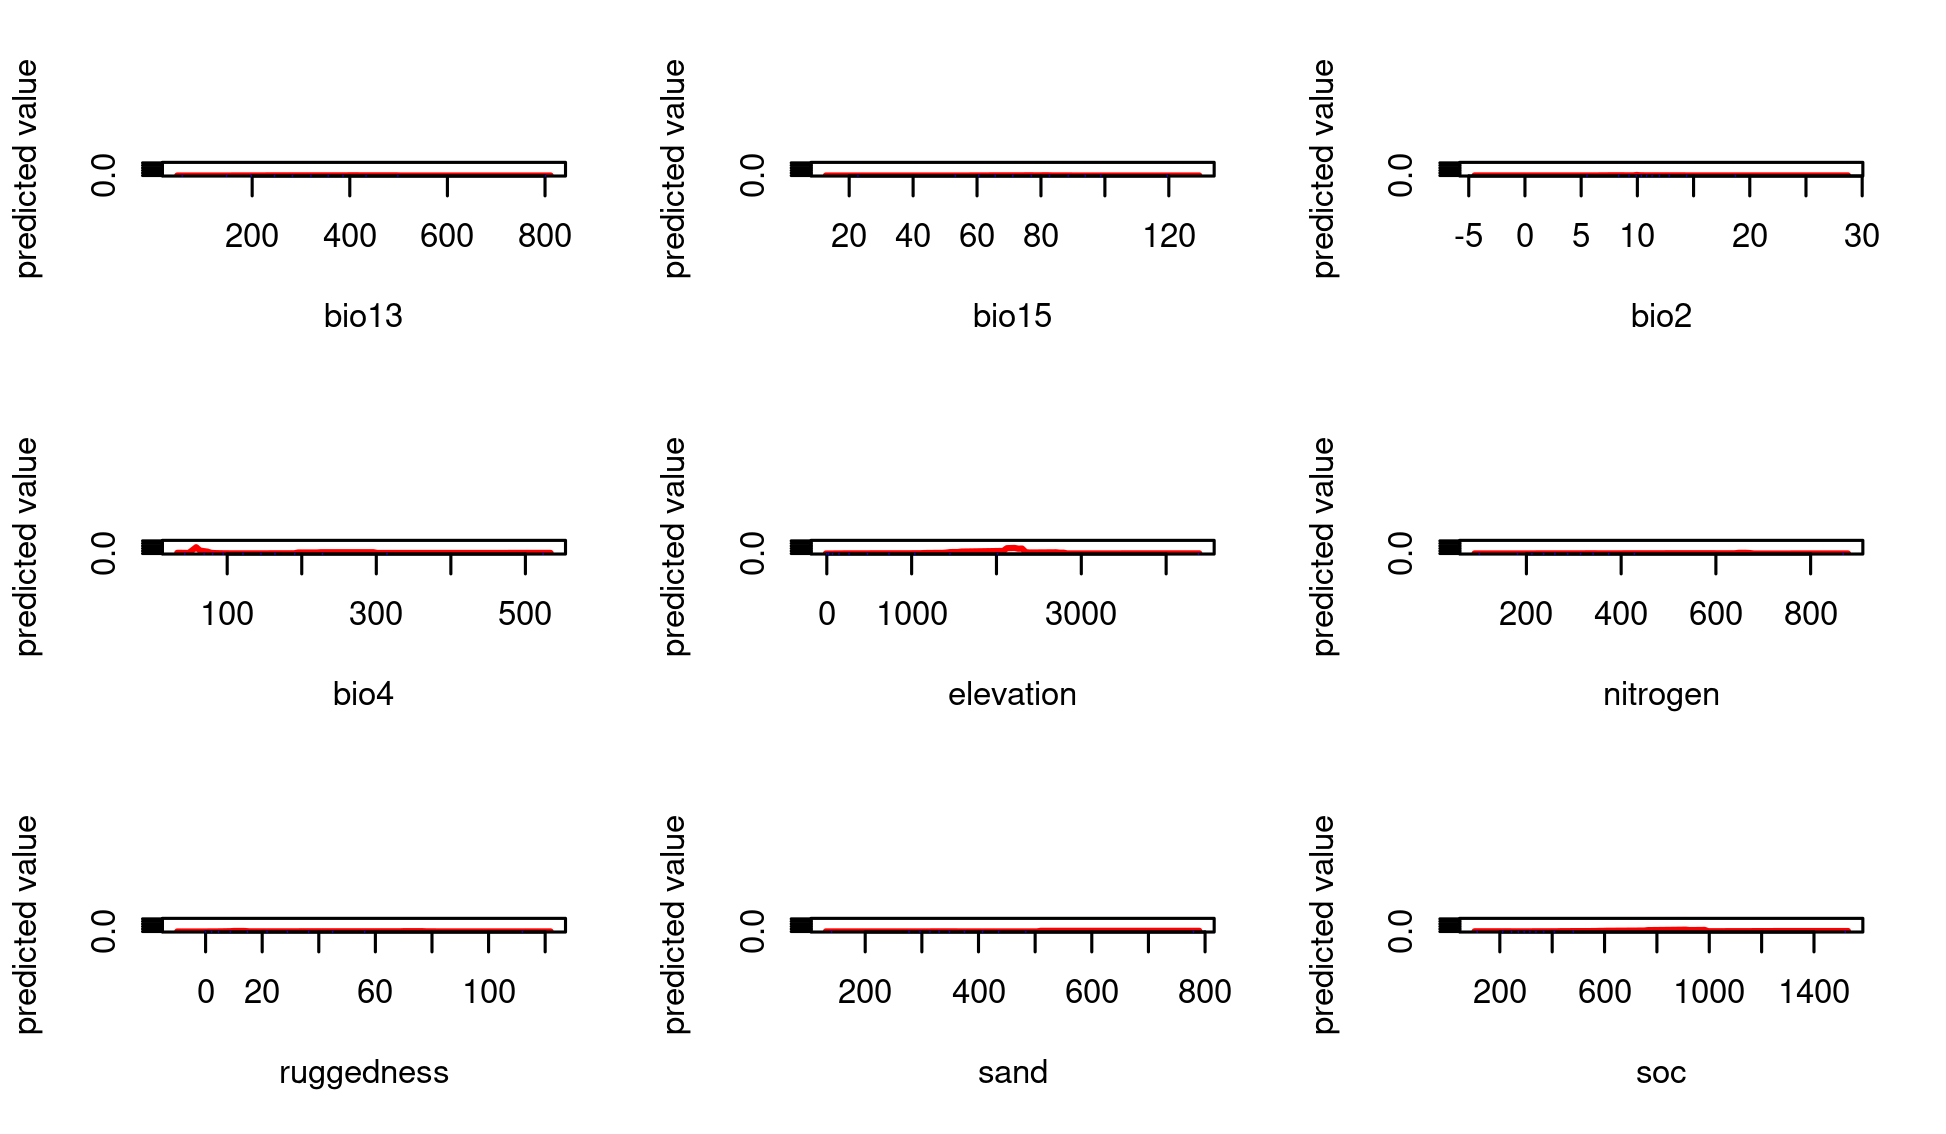 predicted value
0.0
200 400 600 800
bio13
predicted value
0.0
20 40 60 80 120
bio15
predicted value
0.0
-5 0 5 10 20 30
bio2
predicted value
0.0
100 300 500
bio4
predicted value
0.0
0 1000 3000
elevation
predicted value
0.0
200 400 600 800
nitrogen
predicted value
0.0
0 20 60 100
ruggedness
predicted value
0.0
200 400 600 800
sand
predicted value
0.0
200 600 1000 1400
soc